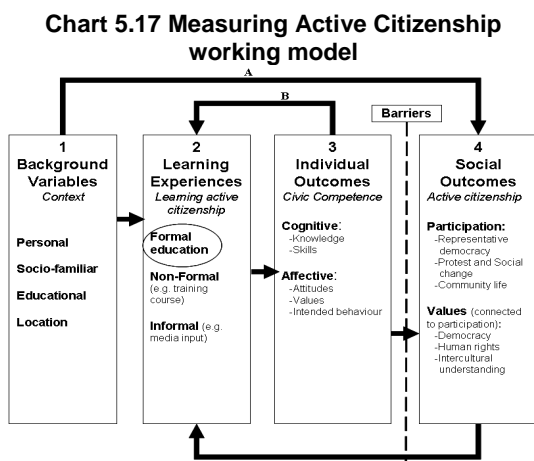 Chart 5.17 Measuring Active Citizenship
working model
A
B
Barriers
1
Background
Variables
Context
Personal
Socio-familiar
Educational
Location
2
Learning
Experiences
Learning active
citizenship
Formal
education
Non-Formal
(e.g. training
course)
Informal (e.g.
media input)
3
Individual
Outcomes
Civic Competence
Cognitive:
-Knowledge
-Skills
Affective:
-Attitudes
-Values
-Intended behaviour
4
Social
Outcomes
Active citizenship
Participation:
-Representative
democracy
-Protest and Social
change
-Community life
Values (connected
to participation):
-Democracy
-Human rights
-Intercultural
understanding